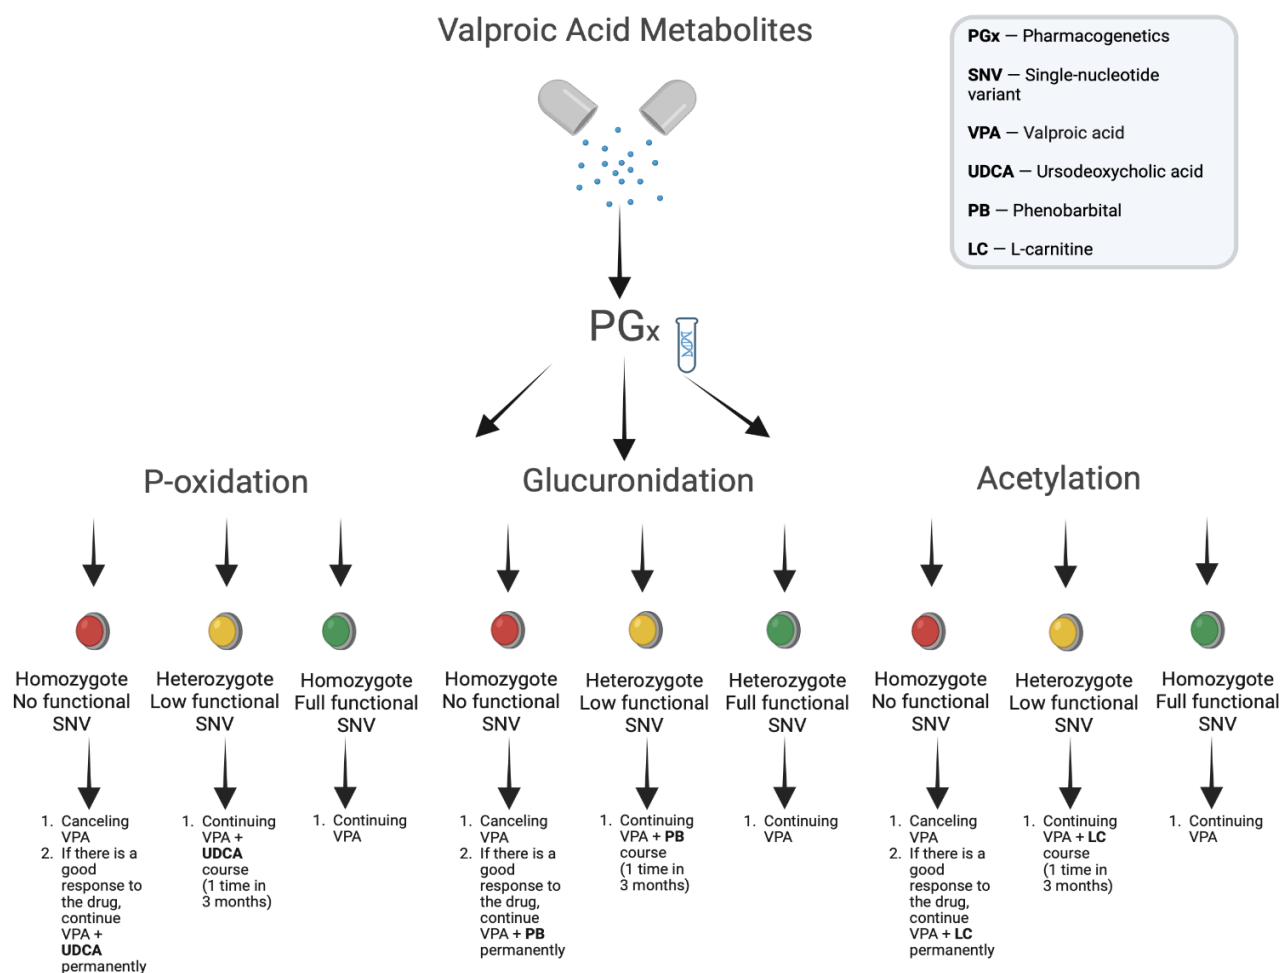 Valproic Acid Metabolites
PGx — Pharmacogenetics
SNV — Single-nucleotide
variant
VPA — Valproic acid
UDCA — Ursodeoxycholic acid
PB — Phenobarbital
LC — L-carnitine
PGx
P-oxidation
Glucuronidation
Acetylation
Homozygote
No functional
SNV
Heterozygote
Low functional
SNV
Homozygote
Full functional
SNV
Homozygote
No functional
SNV
Heterozygote
Low functional
SNV
Heterozygote
Full functional
SNV
Homozygote
No functional
SNV
Heterozygote
Low functional
SNV
Homozygote
Full functional
SNV
1. Canceling
VPA
2. If there is a
good
response to
the drug,
continue
VPA +
UDCA
permanently
1. Continuing
VPA +
UDCA
course
(1 time in
3 months)
1. Continuing
VPA
1. Canceling
VPA
2. If there is a
good
response to
the drug,
continue
VPA + PB
permanently
1. Continuing
VPA + PB
course
(1 time in
3 months)
1. Continuing
VPA
1. Canceling
VPA
2. If there is a
good
response to
the drug,
continue
VPA + LC
permanently
1. Continuing
VPA + LC
course
(1 time in
3 months)
1. Continuing
VPA